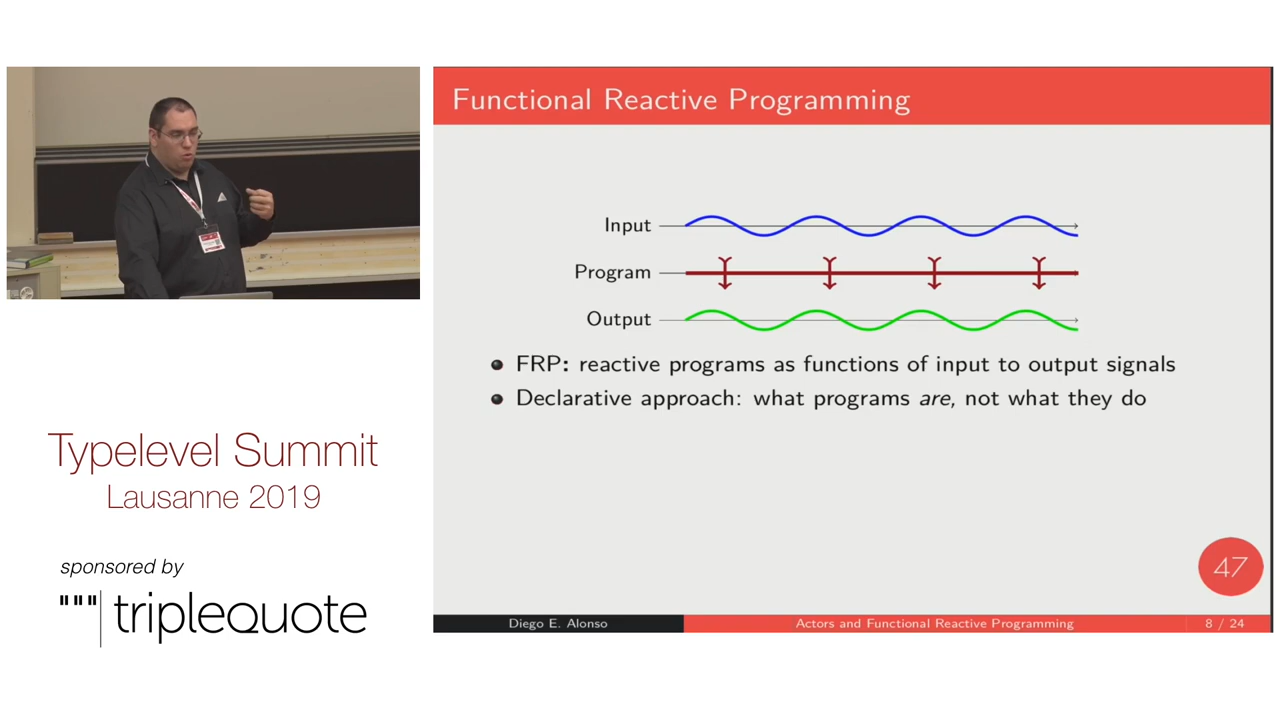 Functional Reactive Programming
Input
Program
Output
FRP: reactive programs as functions of input to output signals
Declarative approach: what programs are, not what they do
Typelevel Summit
Lausanne 2019
sponsored by
"""|triplequote
47
Diego E. Alonso
Actors and Functional Reactive Programming
8 / 24